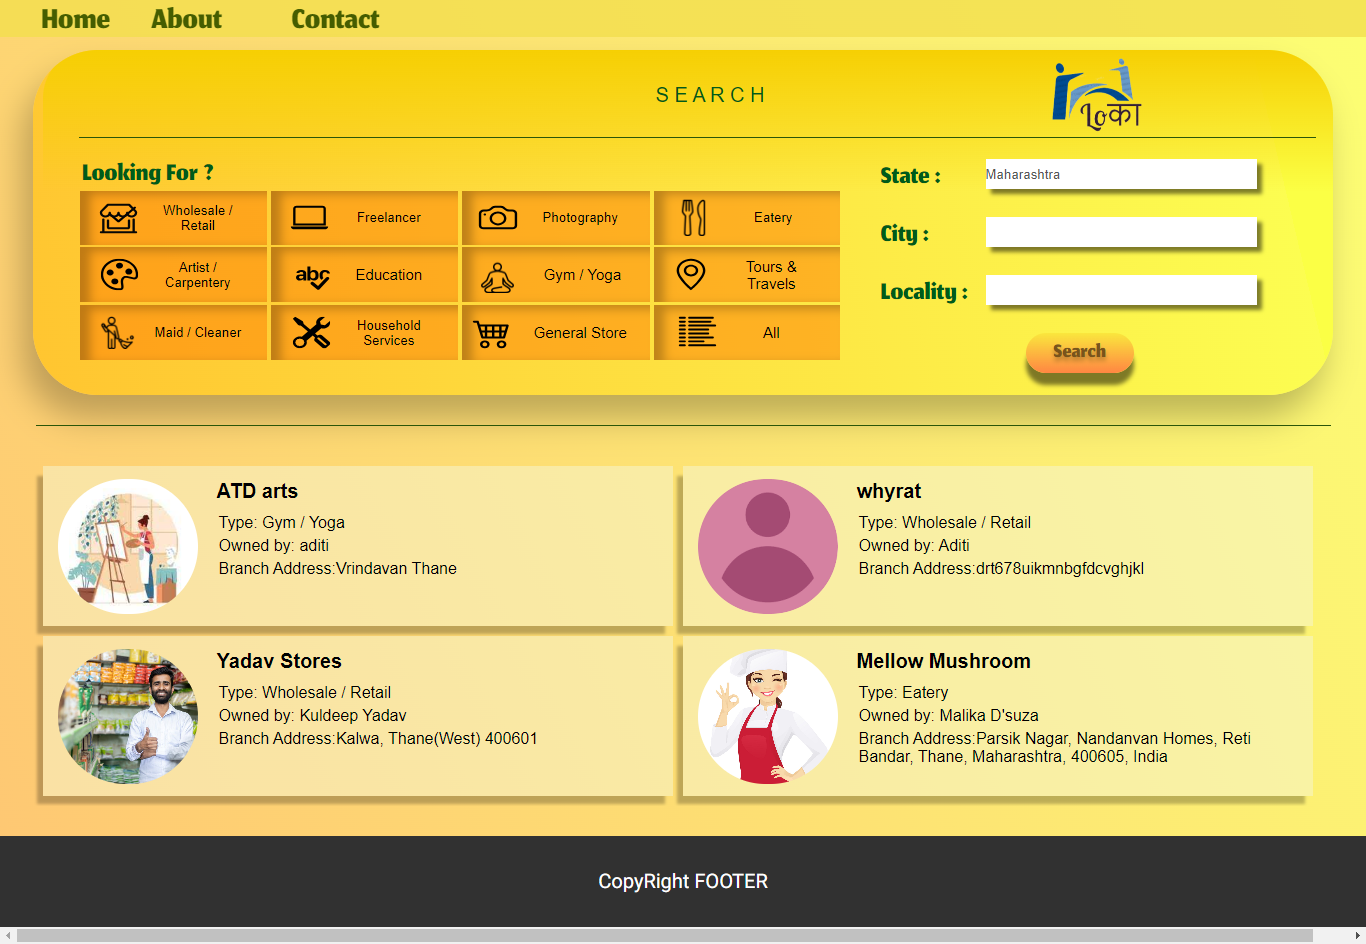 Home About Contact
SEARCH
Loका
Looking For ?
Wholesale /
Retail
Freelancer
Photography
Eatery
Artist /
Carpentery
abc
Education
Gym / Yoga
Tours &
Travels
Maid / Cleaner
Household
Services
General Store
All
State :
Maharashtra
City :
Locality :
Search
ATD arts
Type: Gym / Yoga
Owned by: aditi
Branch Address:Vrindavan Thane
whyrat
Type: Wholesale / Retail
Owned by: Aditi
Branch Address:drt678uikmnbgfdcvghjkl
Yadav Stores
Type: Wholesale / Retail
Owned by: Kuldeep Yadav
Branch Address:Kalwa, Thane(West) 400601
Mellow Mushroom
Type: Eatery
Owned by: Malika D'suza
Branch Address:Parsik Nagar, Nandanvan Homes, Reti
Bandar, Thane, Maharashtra, 400605, India
CopyRight FOOTER